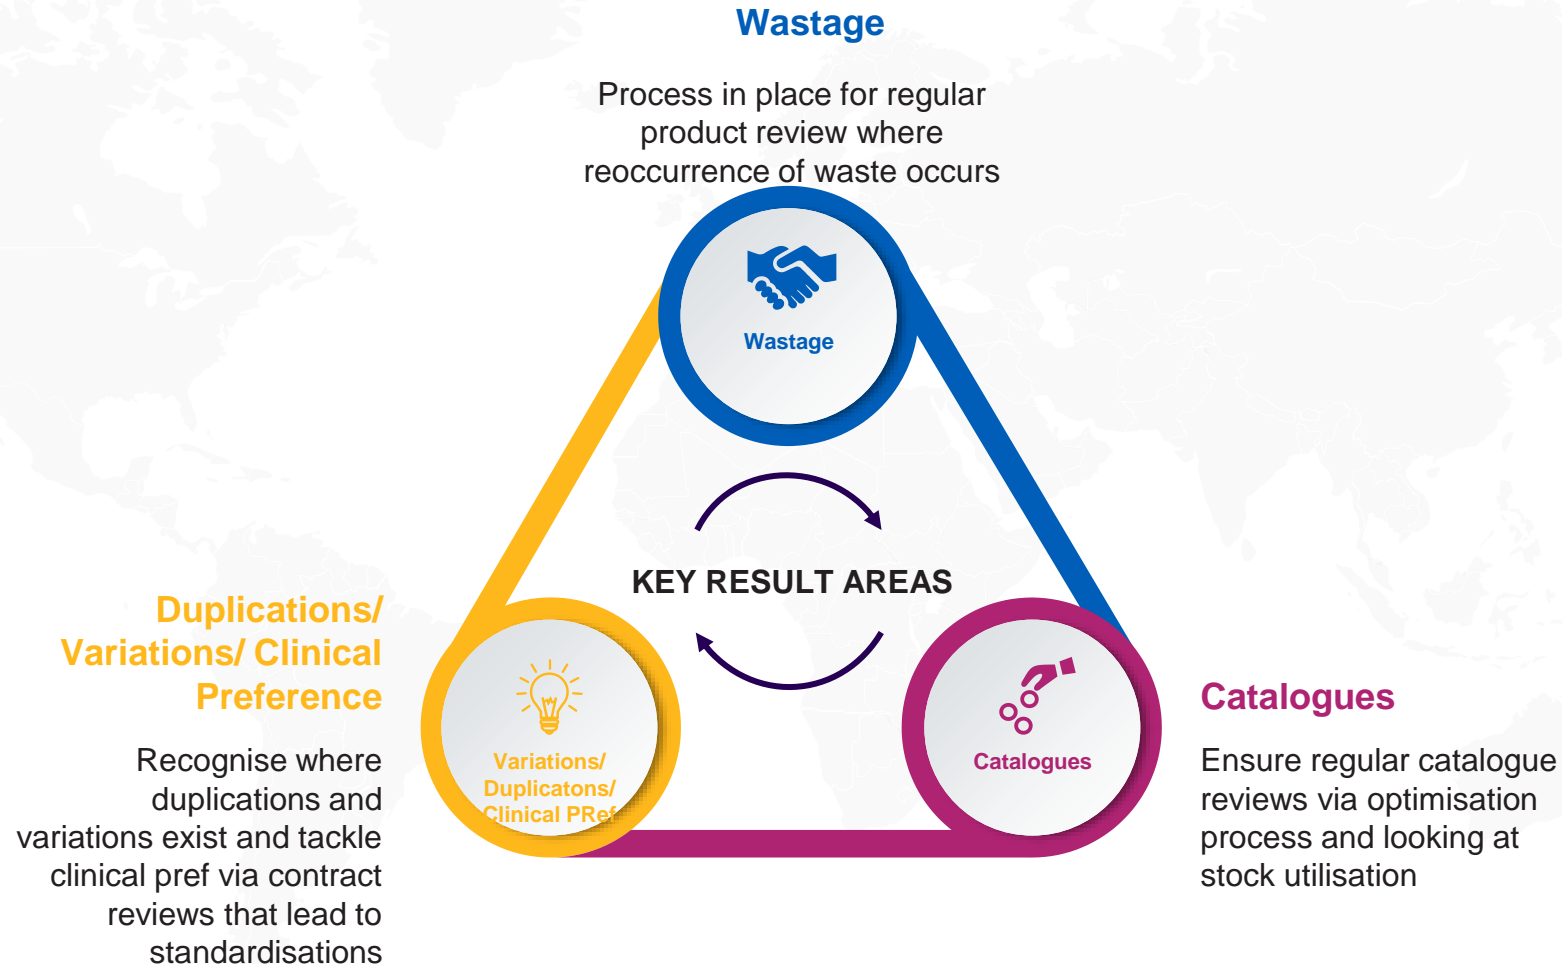 Wastage
Process in place for regular
product review where
reoccurrence of waste occurs
Wastage
KEY RESULT AREAS
Duplications/
Variations/ Clinical
Preference
Recognise where
duplications and
variations exist and tackle
clinical pref via contract
reviews that lead to
standardisations
Variations/
Duplicatons/
Clinical PRef
Catalogues
Catalogues
Ensure regular catalogue
reviews via optimisation
process and looking at
stock utilisation